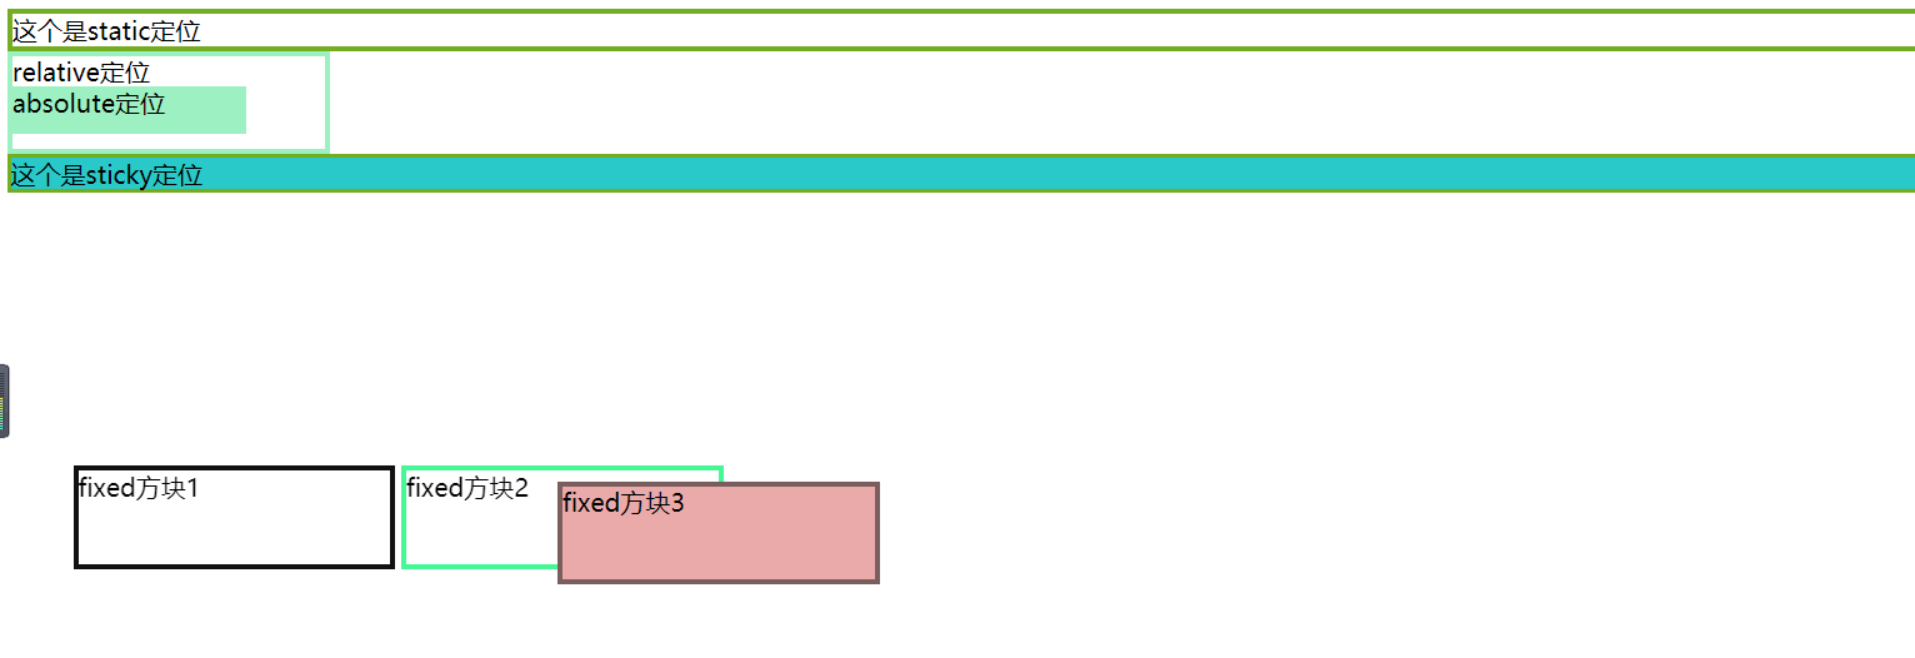 这个是static定位
relative定位
absolute定位
这个是sticky定位
fixed方块1
fixed方块2
fixed方块3